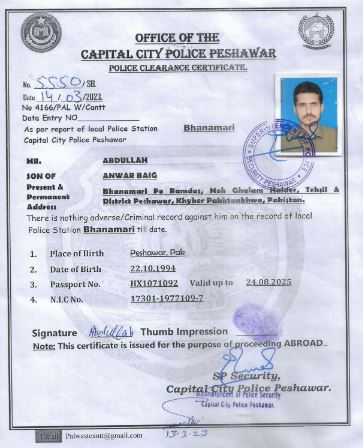 OFFICE OF THE
CAPITAL CITY POLICE PESHAWAR
POLICE CLEARANCE CERTIFICATE.
No. 5550/SR
Date 14/03/2023.
No 4166/PAL W/Cantt
Data Entry NO
As per report of local Police Station Bhanamari
Capital City Police Peshawar
MR. ABDULLAH
SON OF ANWAR BAIG
Present & Permanent Address Bhanamari Po Ramdas, Moh Ghulam Haider, Tehsil & District Peshawar, Khyber Pakhtunkhwa, Pakistan.
There is nothing adverse/Criminal record against him on the record of local
Police Station Bhanamari till date.
1. Place of Birth Peshawar, Pak
2. Date of Birth 22.10.1994
3. Passport No. HX1071092 Valid up to 24.08.2025
4. N.I.C No. 17301-1977109-7
Signature Abdullah Thumb Impression
Note: This certificate is issued for the purpose of proceeding ABROAD..
SP Security,
Capital City Police Peshawar.
Superintendent of Police Security
Capital City Police Peshawar.
13-3-23
Email: Palwestcantt@gmail.com